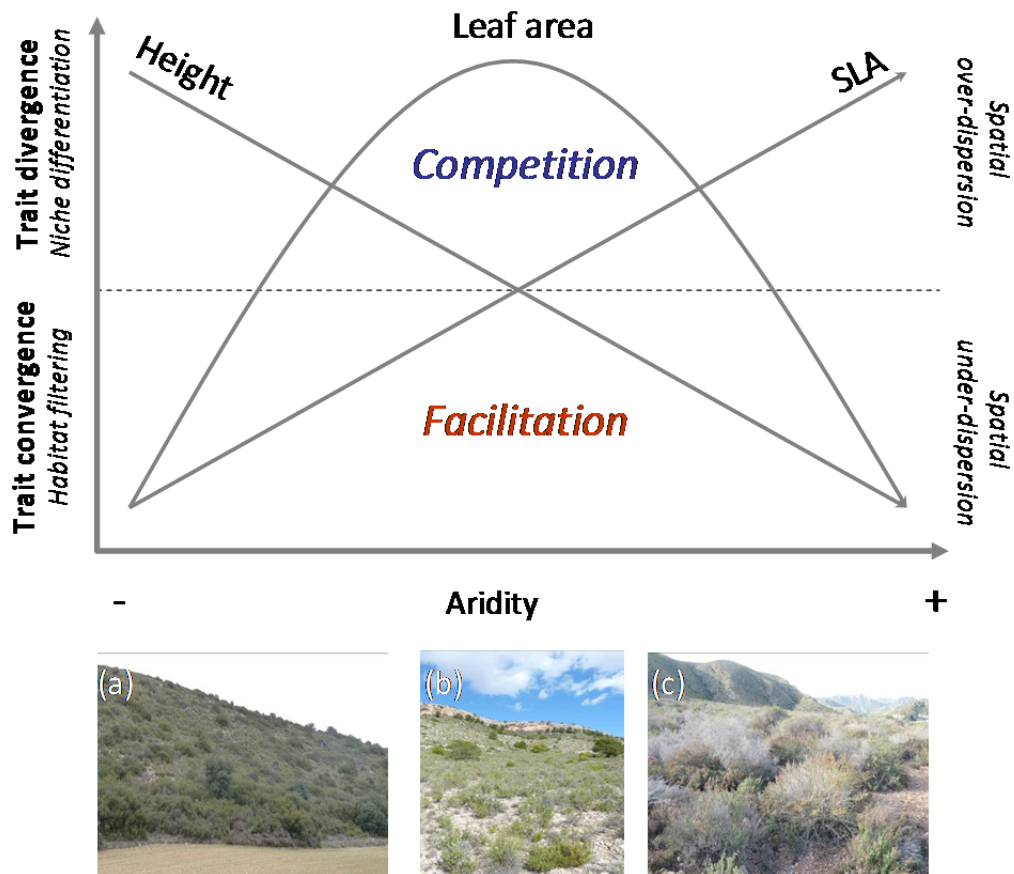 Leaf area
Height
SLA
Trait divergence
Niche differentiation
Competition
Spatial
over-dispersion
Trait convergence
Habitat filtering
Facilitation
Spatial
under-dispersion
-
Aridity
+
(a)
(b)
(c)